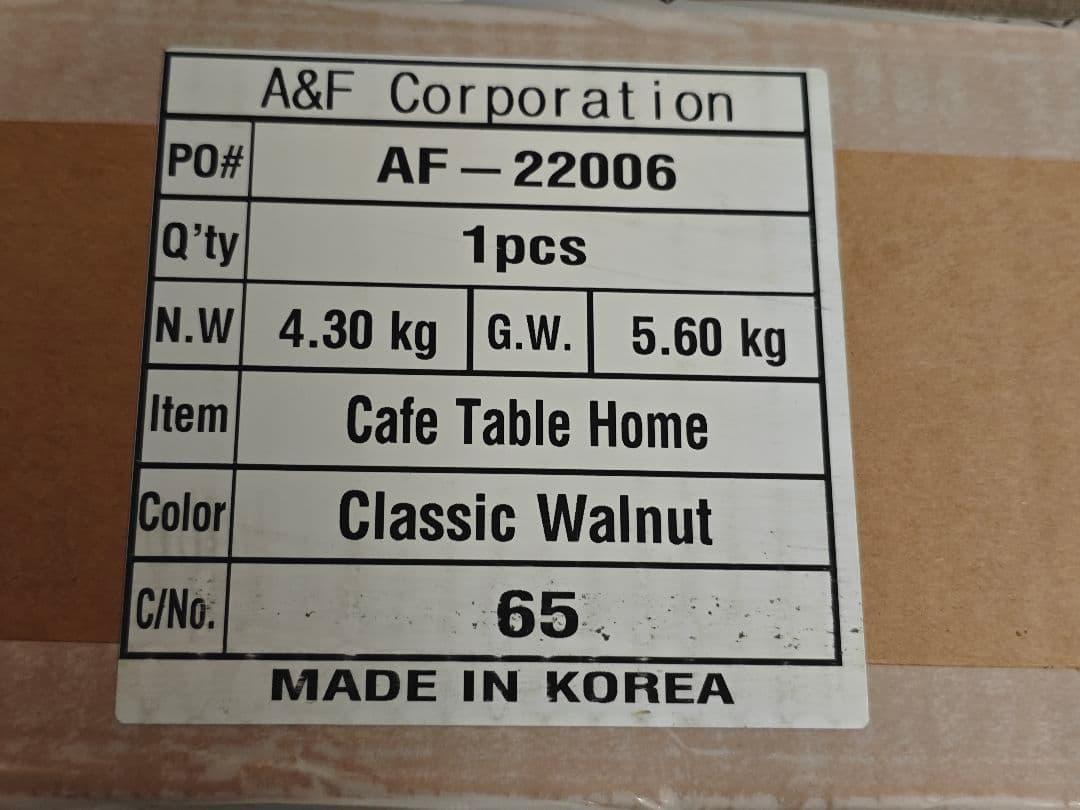 A&F Corporation
PO# AF-22006
Q'ty 1pcs
N.W 4.30 kg G.W. 5.60 kg
Item Cafe Table Home
Color Classic Walnut
C/No. 65
MADE IN KOREA